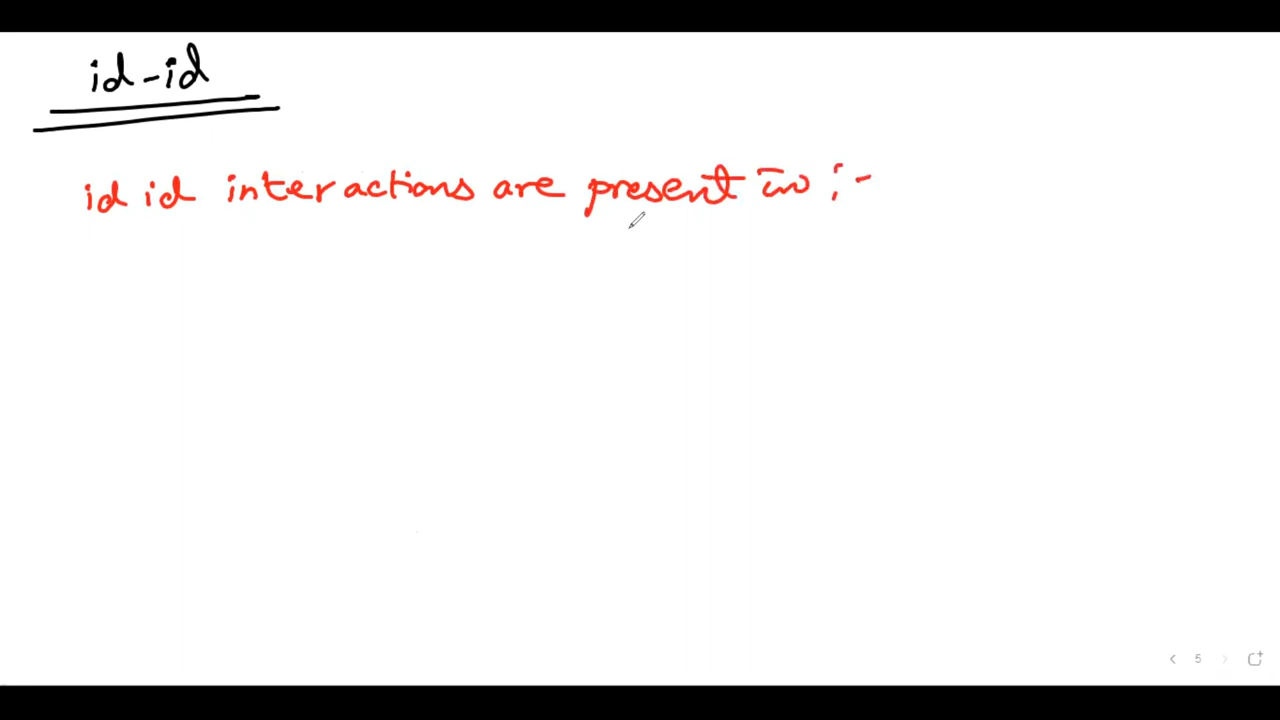 id-id
id id interactions are present in :-
5